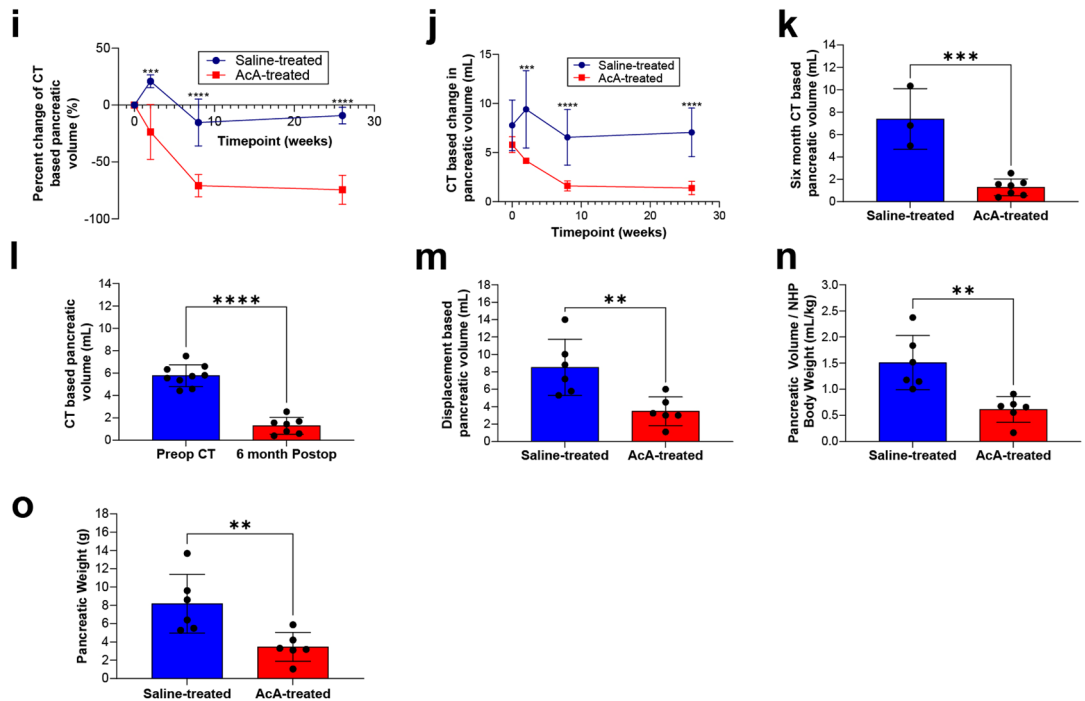 i
Percent change of CT
based pancreatic
volume (%)
50
0
-50
-100
Saline-treated
AcA-treated
***
****
****
0
10
20
30
Timepoint (weeks)
j
CT based change in
pancreatic volume (mL)
15
10
5
0
Saline-treated
AcA-treated
***
****
****
0
10
20
30
Timepoint (weeks)
k
Six month CT based
pancreatic volume (mL)
14
12
10
8
6
4
2
0
***
Saline-treated
AcA-treated
l
CT based pancreatic
volume (mL)
14
12
10
8
6
4
2
0
****
Preop CT
6 month Postop
m
Displacement based
pancreatic volume (mL)
18
16
14
12
10
8
6
4
2
0
**
Saline-treated
AcA-treated
n
Pancreatic Volume / NHP
Body Weight (mL/kg)
3.0
2.5
2.0
1.5
1.0
0.5
0.0
**
Saline-treated
AcA-treated
o
Pancreatic Weight (g)
18
16
14
12
10
8
6
4
2
0
**
Saline-treated
AcA-treated